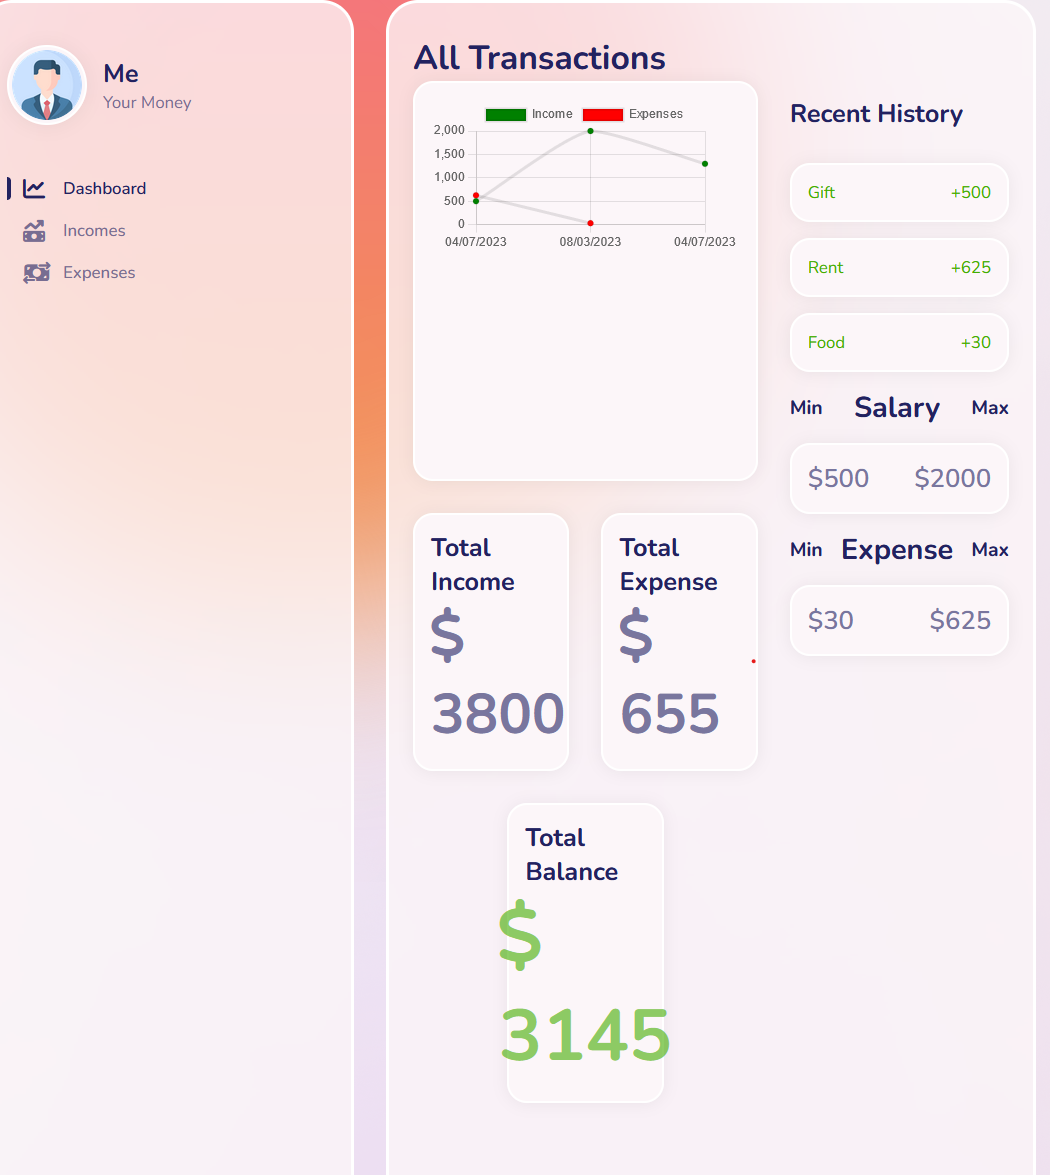 Me
Your Money
Dashboard
Incomes
Expenses
All Transactions
Income Expenses
2,000
1,500
1,000
500
0
04/07/2023 08/03/2023 04/07/2023
Total
Income
$
3800
Total
Expense
$
655
Total
Balance
$
3145
Recent History
Gift +500
Rent +625
Food +30
Min Salary Max
$500 $2000
Min Expense Max
$30 $625